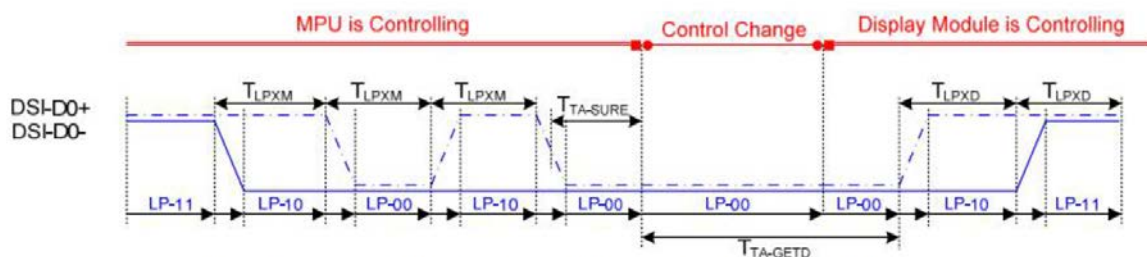 MPU is Controlling Control Change Display Module is Controlling
TLPXM TLPXM TLPXM TTA-SURE TLPXD TLPXD
DSI-D0+
DSI-D0-
LP-11 LP-10 LP-00 LP-10 LP-00 LP-00 LP-00 LP-10 LP-11
TTA-GETD